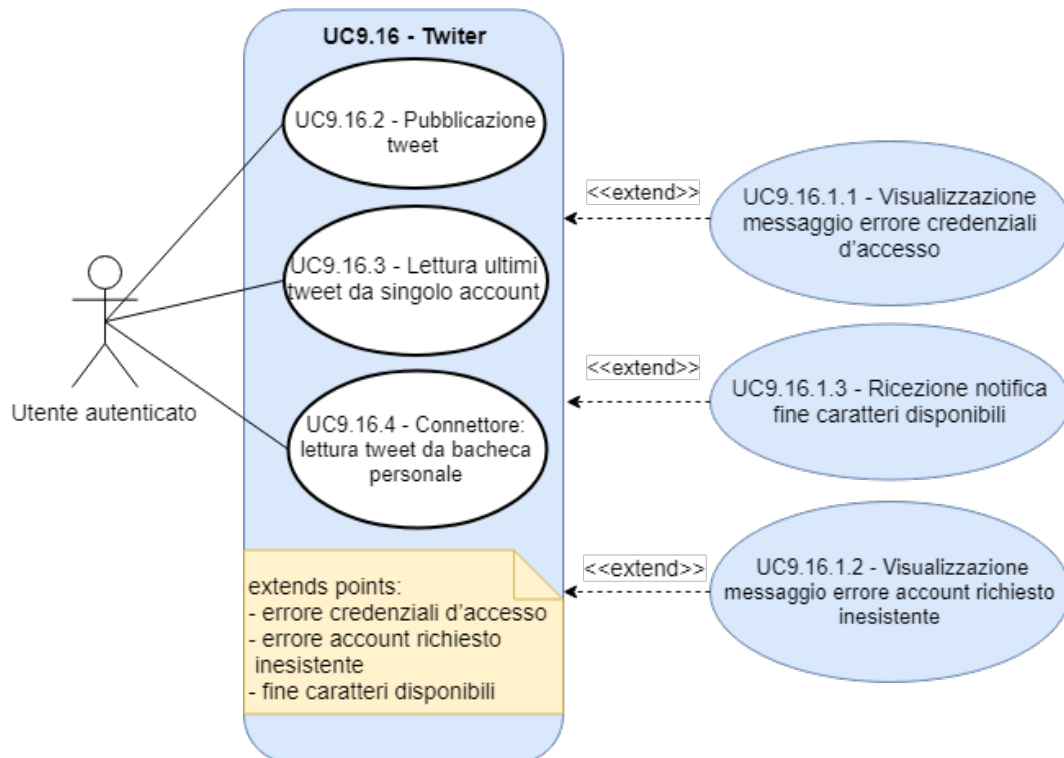 UC9.16 - Twiter
UC9.16.2 - Pubblicazione
tweet
UC9.16.3 - Lettura ultimi
tweet da singolo account
UC9.16.4 - Connettore:
lettura tweet da bacheca
personale
Utente autenticato
extends points:
- errore credenziali d'accesso
- errore account richiesto
inesistente
- fine caratteri disponibili
<<extend>>
UC9.16.1.1 - Visualizzazione
messaggio errore credenziali
d'accesso
<<extend>>
UC9.16.1.3 - Ricezione notifica
fine caratteri disponibili
<<extend>>
UC9.16.1.2 - Visualizzazione
messaggio errore account richiesto
inesistente